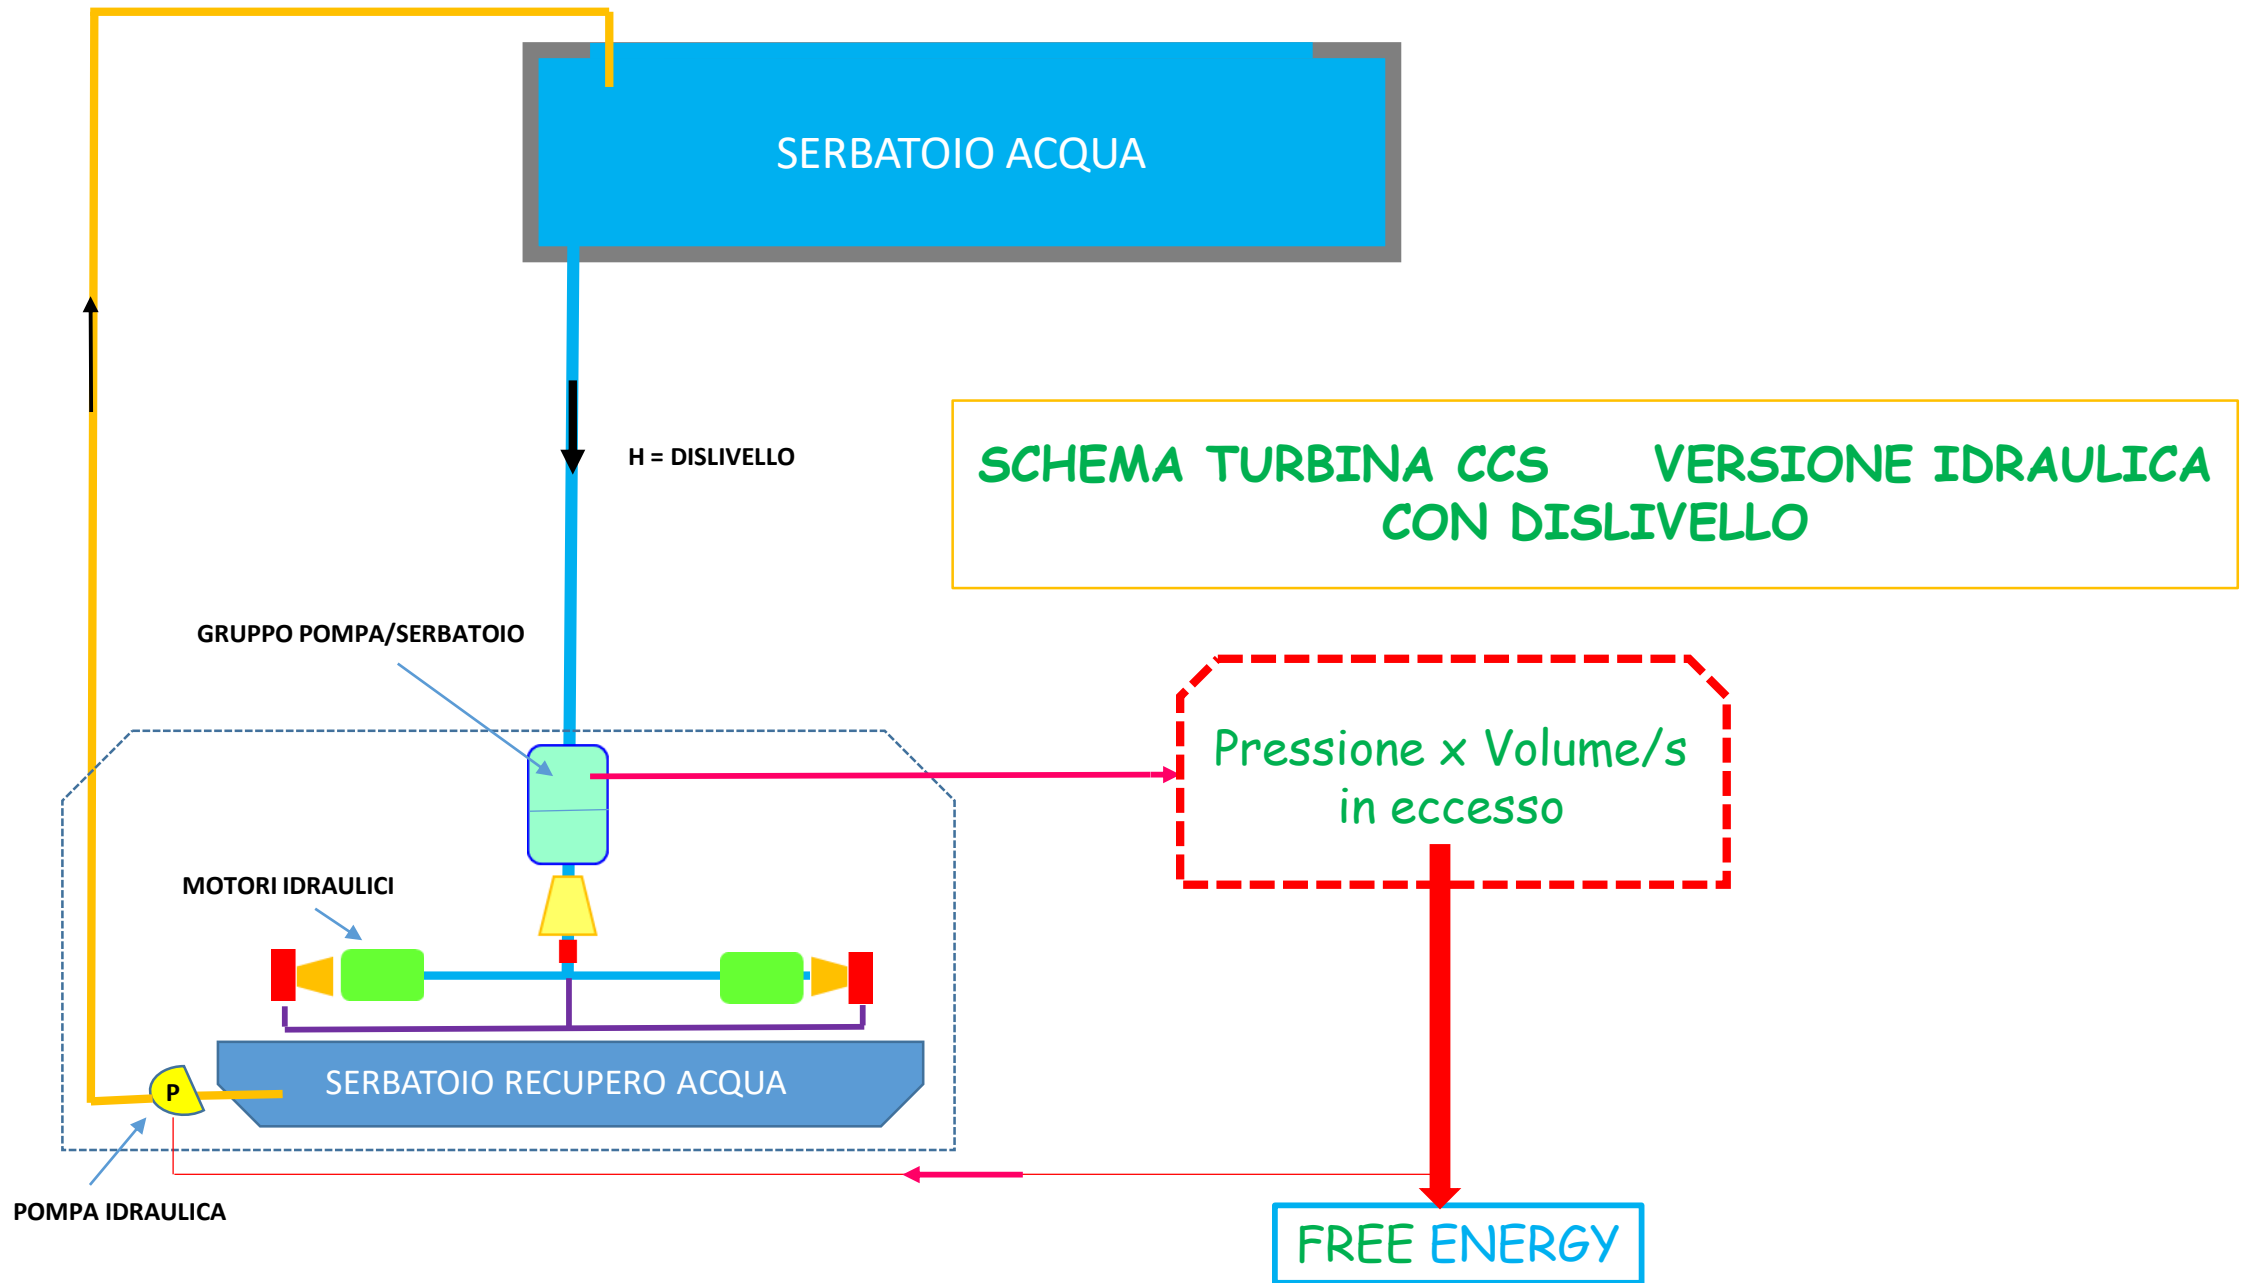 SERBATOIO ACQUA
H = DISLIVELLO
SCHEMA TURBINA CCS VERSIONE IDRAULICA
CON DISLIVELLO
GRUPPO POMPA/SERBATOIO
Pressione x Volume/s
in eccesso
MOTORI IDRAULICI
SERBATOIO RECUPERO ACQUA
P
POMPA IDRAULICA
FREE ENERGY